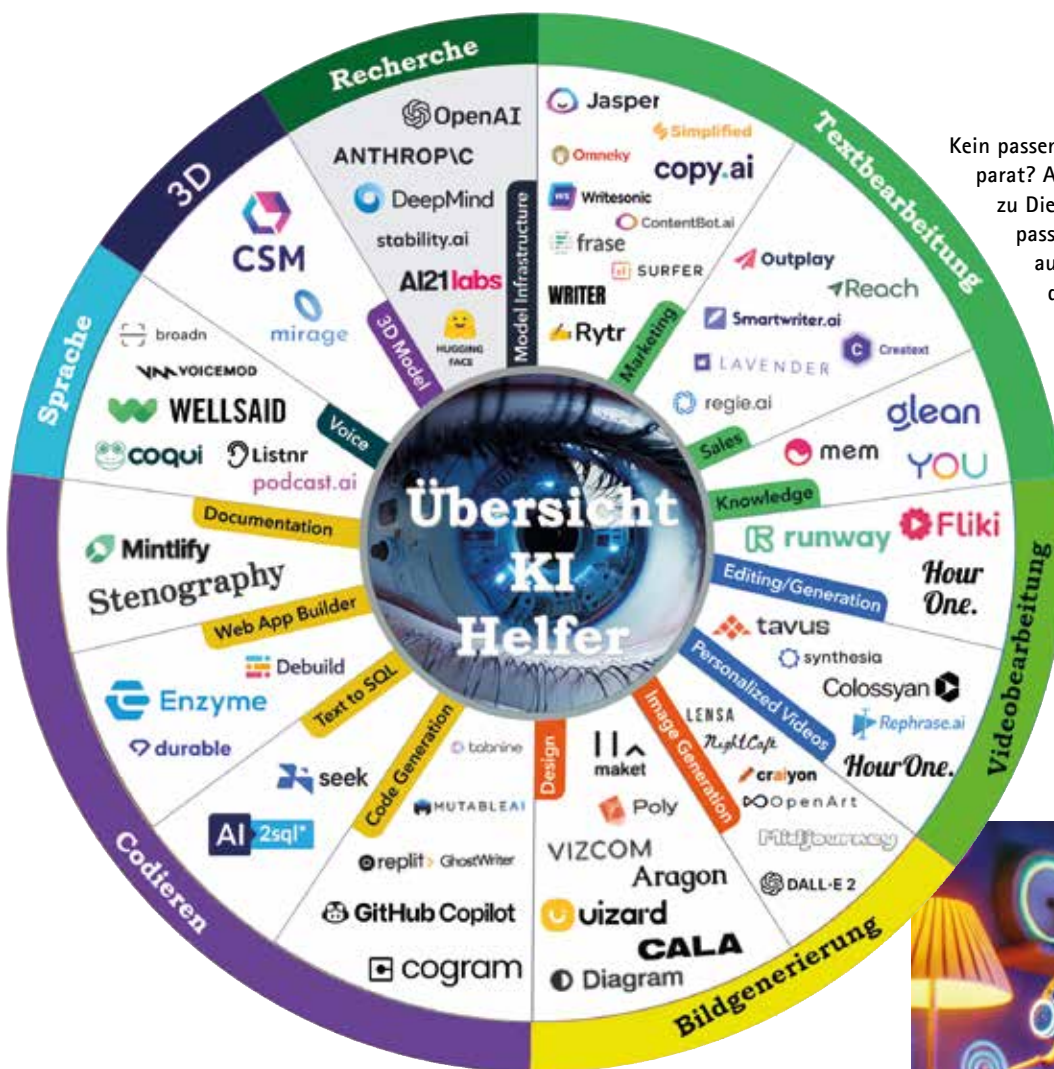 Recherche
OpenAI
ANTHROP\C
DeepMind
stability.ai
AI21labs
HUGGING
FACE
Model Infrastructure
Textbearbeitung
Jasper
Simplified
Omneky
copy.ai
WS
Writesonic
ContentBot.ai
frase
SURFER
WRITER
Rytr
Marketing
Outplay
Reach
Smartwriter.ai
C
Creatext
LAVENDER
regie.ai
Sales
glean
mem
YOU
Knowledge
Videobearbeitung
runway
Fliki
Hour
One.
Editing/Generation
tavus
synthesia
Colossyan
Rephrase.ai
HourOne.
Personalized Videos
Bildgenerierung
LENSA
NightCafe
craiyon
OpenArt
Midjourney
DALL·E 2
Image Generation
maket
Poly
VIZCOM
Aragon
uizard
CALA
Diagram
Design
Codieren
tabnine
MUTABLEAI
replit GhostWriter
GitHub Copilot
cogram
Code Generation
seek
AI 2sql*
Text to SQL
Debuild
Enzyme
durable
Web App Builder
Mintlify
Stenography
Documentation
Sprache
broadn
VOICEMOD
WELLSAID
coqui
Listnr
podcast.ai
Voice
3D
CSM
mirage
3D Model
Übersicht
KI
Helfer
Kein passer
parat? A
zu Die
pass
au